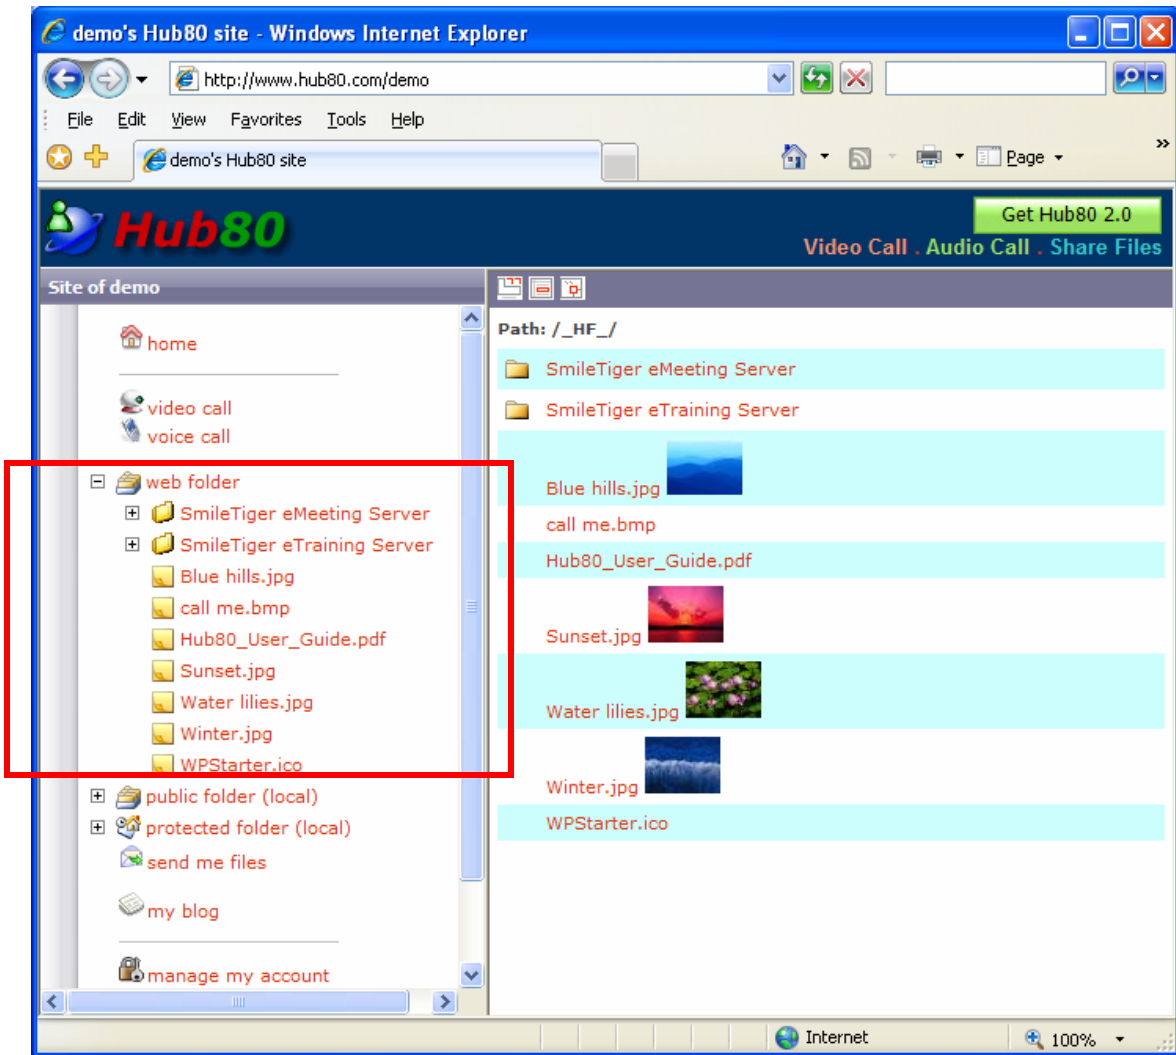 demo's Hub80 site - Windows Internet Explorer
http://www.hub80.com/demo
File Edit View Favorites Tools Help
demo's Hub80 site
Page
»
Hub80
Get Hub80 2.0
Video Call . Audio Call . Share Files
Site of demo
home
video call
voice call
web folder
SmileTiger eMeeting Server
SmileTiger eTraining Server
Blue hills.jpg
call me.bmp
Hub80_User_Guide.pdf
Sunset.jpg
Water lilies.jpg
Winter.jpg
WPStarter.ico
public folder (local)
protected folder (local)
send me files
my blog
manage my account
Path: /_HF_/
SmileTiger eMeeting Server
SmileTiger eTraining Server
Blue hills.jpg
call me.bmp
Hub80_User_Guide.pdf
Sunset.jpg
Water lilies.jpg
Winter.jpg
WPStarter.ico
Internet
100%